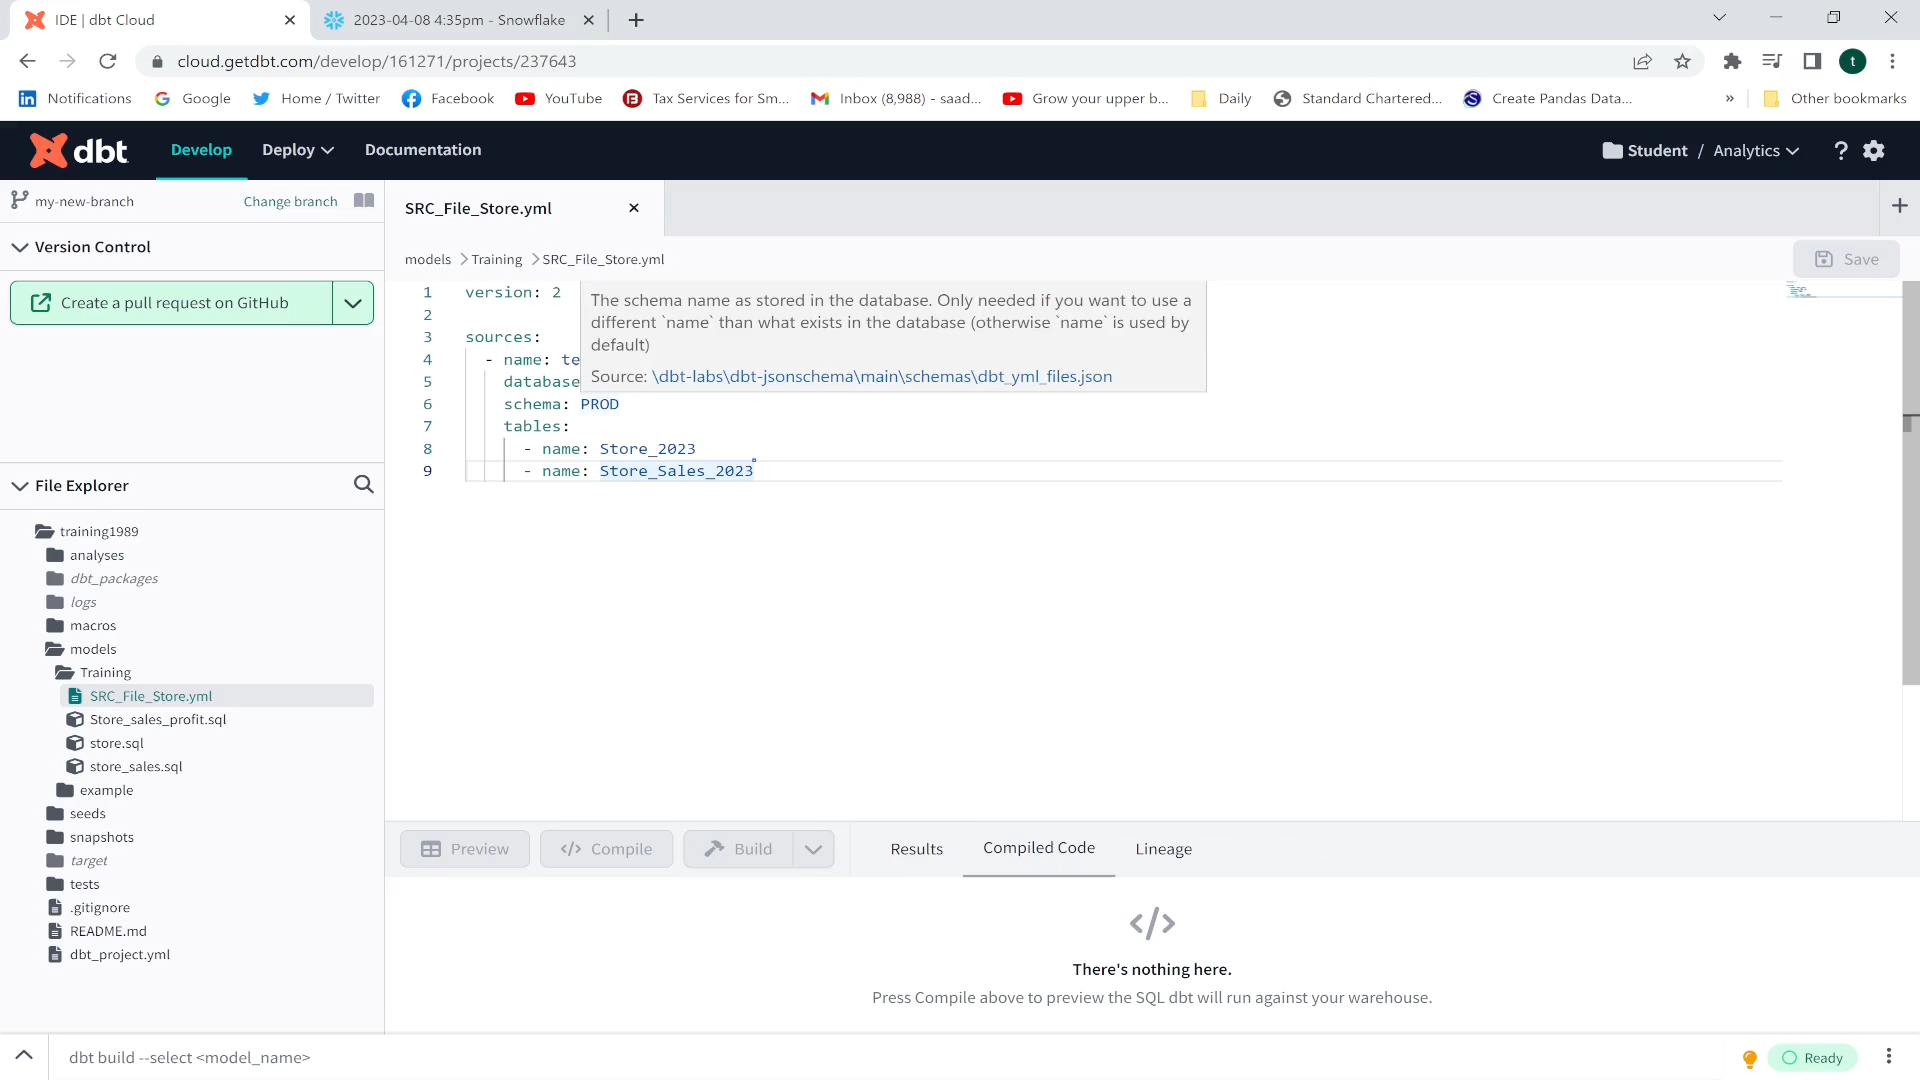 IDE | dbt Cloud
2023-04-08 4:35pm - Snowflake
cloud.getdbt.com/develop/161271/projects/237643
t
Notifications
Google
Home / Twitter
Facebook
YouTube
Tax Services for Sm...
Inbox (8,988) - saad...
Grow your upper b...
Daily
Standard Chartered...
Create Pandas Data...
»
Other bookmarks
dbt
Develop
Deploy
Documentation
Student / Analytics
my-new-branch
Change branch
Version Control
Create a pull request on GitHub
File Explorer
training1989
analyses
dbt_packages
logs
macros
models
Training
SRC_File_Store.yml
Store_sales_profit.sql
store.sql
store_sales.sql
example
seeds
snapshots
target
tests
.gitignore
README.md
dbt_project.yml
SRC_File_Store.yml
models > Training > SRC_File_Store.yml
Save
1 version: 2
2
3 sources:
4 - name: te
5 database
6 schema: PROD
7 tables:
8 - name: Store_2023
9 - name: Store_Sales_2023
The schema name as stored in the database. Only needed if you want to use a
different `name` than what exists in the database (otherwise `name` is used by
default)
Source: \dbt-labs\dbt-jsonschema\main\schemas\dbt_yml_files.json
Preview
Compile
Build
Results
Compiled Code
Lineage
</>
There's nothing here.
Press Compile above to preview the SQL dbt will run against your warehouse.
dbt build --select <model_name>
Ready